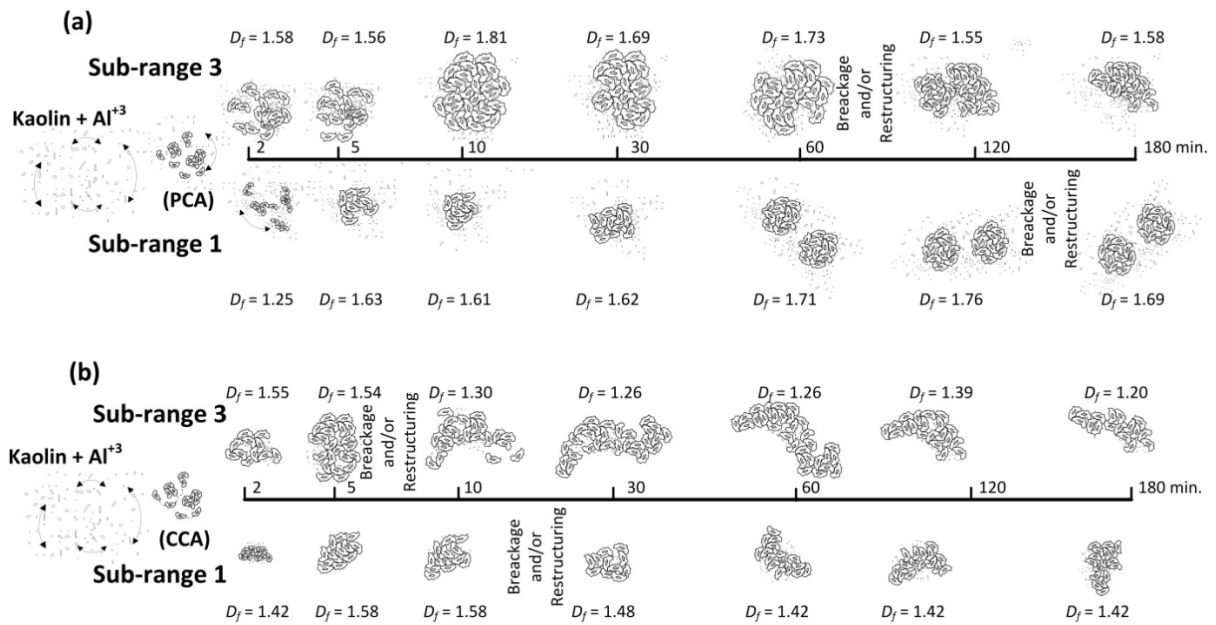 (a)
D_f = 1.58 D_f = 1.56 D_f = 1.81 D_f = 1.69 D_f = 1.73 D_f = 1.55 D_f = 1.58
Sub-range 3
Breackage
and/or
Restructuring
Kaolin + Al⁺³
2 5 10 30 60 120 180 min.
(PCA)
Sub-range 1
Breackage
and/or
Restructuring
D_f = 1.25 D_f = 1.63 D_f = 1.61 D_f = 1.62 D_f = 1.71 D_f = 1.76 D_f = 1.69
(b)
D_f = 1.55 D_f = 1.54 D_f = 1.30 D_f = 1.26 D_f = 1.26 D_f = 1.39 D_f = 1.20
Sub-range 3
Breackage
and/or
Restructuring
Kaolin + Al⁺³
2 5 10 30 60 120 180 min.
(CCA)
Sub-range 1
Breackage
and/or
Restructuring
D_f = 1.42 D_f = 1.58 D_f = 1.58 D_f = 1.48 D_f = 1.42 D_f = 1.42 D_f = 1.42